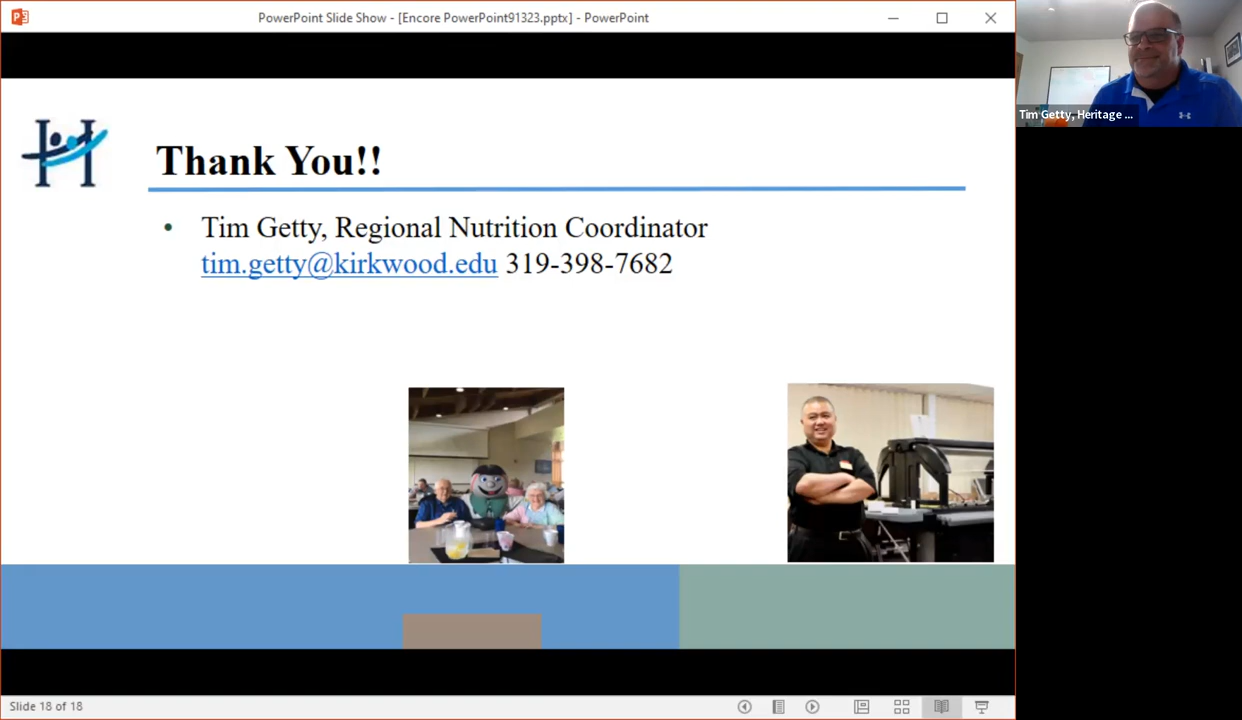 PowerPoint Slide Show - [Encore PowerPoint91323.pptx] - PowerPoint
Tim Getty, Heritage ...
H
Thank You!!
• Tim Getty, Regional Nutrition Coordinator
tim.getty@kirkwood.edu 319-398-7682
Slide 18 of 18